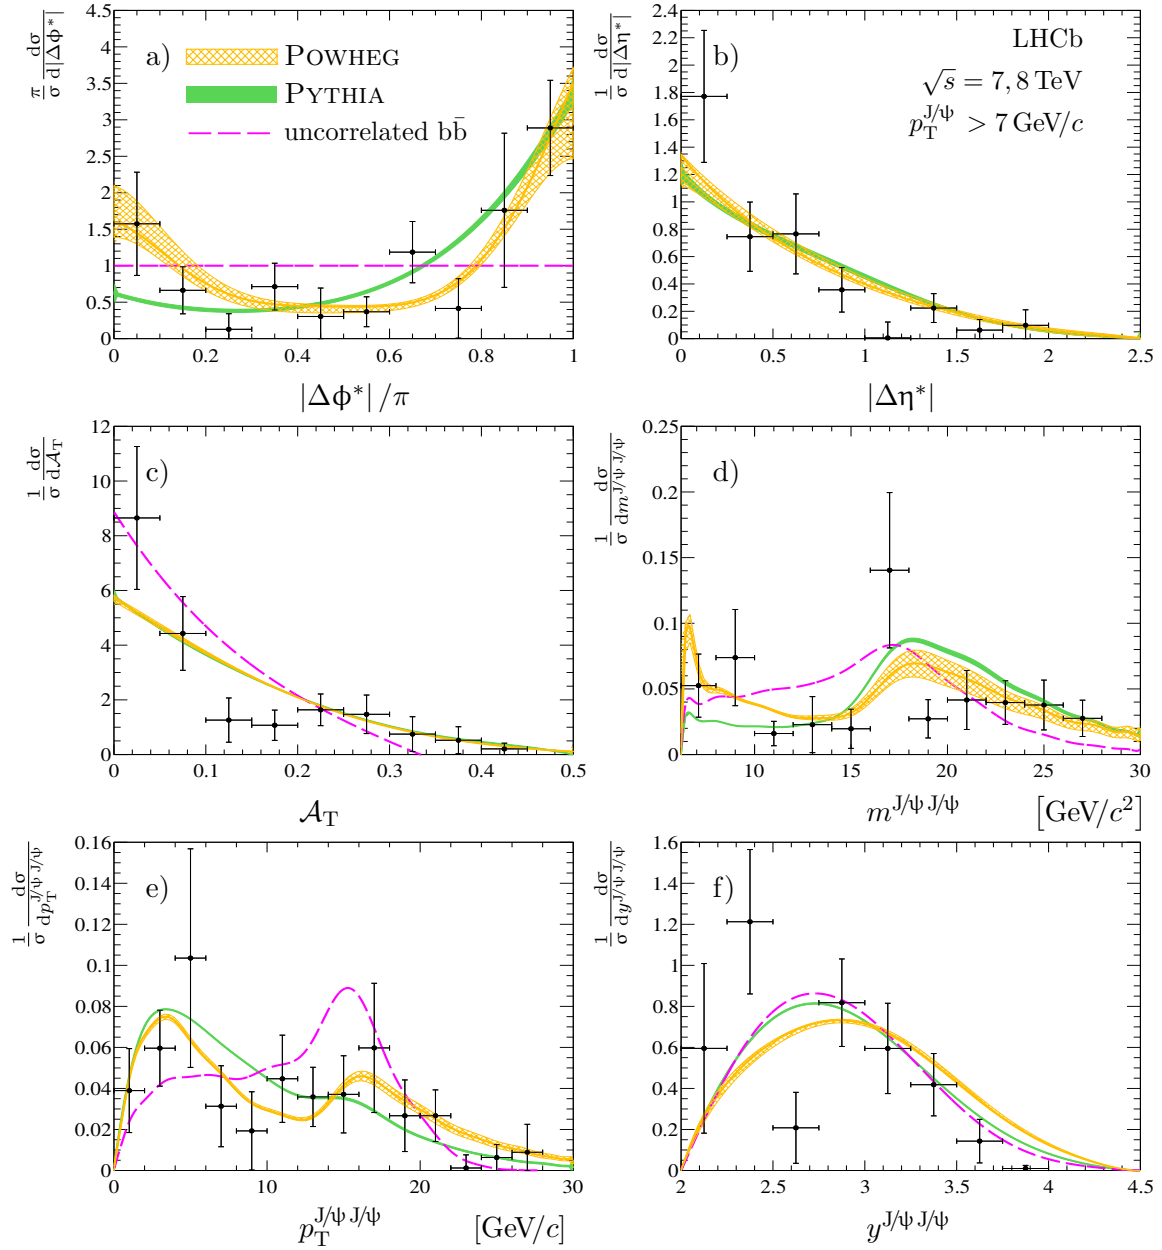 π/σ dσ/d|Δϕ*|
a)
POWHEG
PYTHIA
uncorrelated bb̄
4.5
4
3.5
3
2.5
2
1.5
1
0.5
0
0 0.2 0.4 0.6 0.8 1
|Δϕ*|/π
1/σ dσ/d|Δη*|
b)
LHCb
√s = 7, 8 TeV
p_T^{J/ψ} > 7 GeV/c
2.4
2.2
2
1.8
1.6
1.4
1.2
1
0.8
0.6
0.4
0.2
0
0 0.5 1 1.5 2 2.5
|Δη*|
1/σ dσ/d𝒜_T
c)
12
10
8
6
4
2
0
0 0.1 0.2 0.3 0.4 0.5
𝒜_T
1/σ dσ/dm^{J/ψ J/ψ}
d)
0.25
0.2
0.15
0.1
0.05
0
10 15 20 25 30
m^{J/ψ J/ψ} [GeV/c²]
1/σ dσ/dp_T^{J/ψ J/ψ}
e)
0.16
0.14
0.12
0.1
0.08
0.06
0.04
0.02
0
0 10 20 30
p_T^{J/ψ J/ψ} [GeV/c]
1/σ dσ/dy^{J/ψ J/ψ}
f)
1.6
1.4
1.2
1
0.8
0.6
0.4
0.2
0
2 2.5 3 3.5 4 4.5
y^{J/ψ J/ψ}